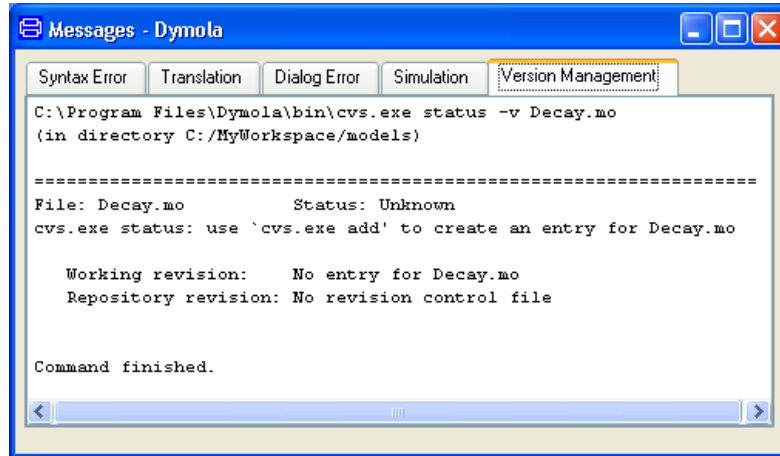 Messages - Dymola
Syntax Error Translation Dialog Error Simulation Version Management
C:\Program Files\Dymola\bin\cvs.exe status -v Decay.mo
(in directory C:/MyWorkspace/models)
===================================================================
File: Decay.mo Status: Unknown
cvs.exe status: use `cvs.exe add' to create an entry for Decay.mo
Working revision: No entry for Decay.mo
Repository revision: No revision control file
Command finished.